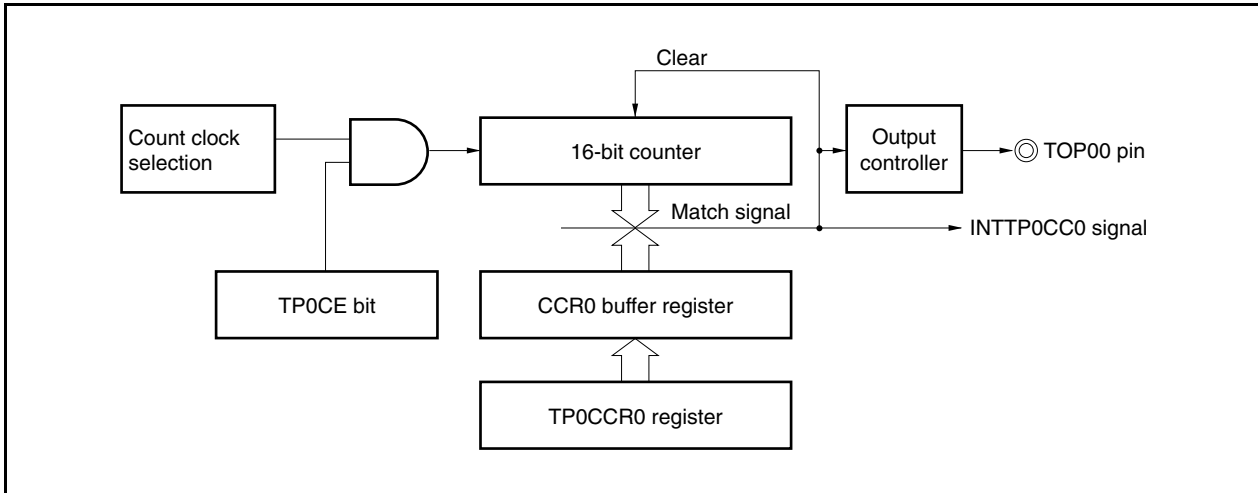 Clear
Count clock
selection
16-bit counter
Output
controller
TOP00 pin
Match signal
INTTP0CC0 signal
TP0CE bit
CCR0 buffer register
TP0CCR0 register